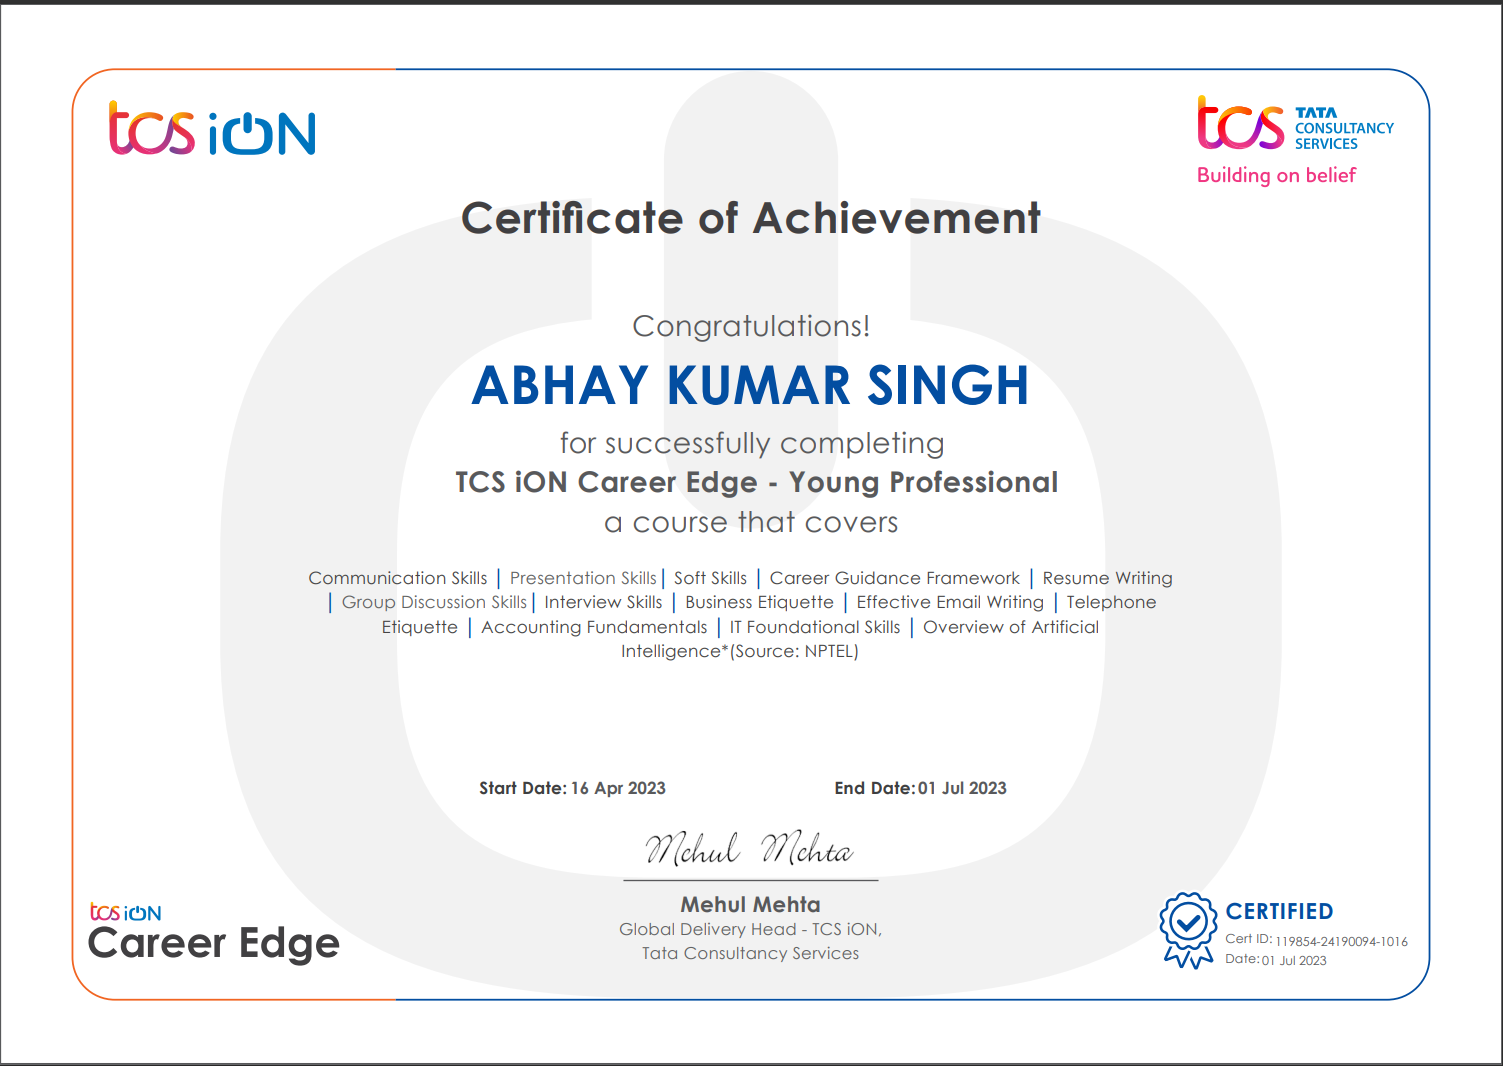 tcs iON
tcs TATA
CONSULTANCY
SERVICES
Building on belief
Certificate of Achievement
Congratulations!
ABHAY KUMAR SINGH
for successfully completing
TCS iON Career Edge - Young Professional
a course that covers
Communication Skills | Presentation Skills | Soft Skills | Career Guidance Framework | Resume Writing
| Group Discussion Skills | Interview Skills | Business Etiquette | Effective Email Writing | Telephone
Etiquette | Accounting Fundamentals | IT Foundational Skills | Overview of Artificial
Intelligence*(Source: NPTEL)
Start Date: 16 Apr 2023 End Date: 01 Jul 2023
Mehul Mehta
Mehul Mehta
Global Delivery Head - TCS iON,
Tata Consultancy Services
tcs iON
Career Edge
CERTIFIED
Cert ID: 119854-24190094-1016
Date: 01 Jul 2023